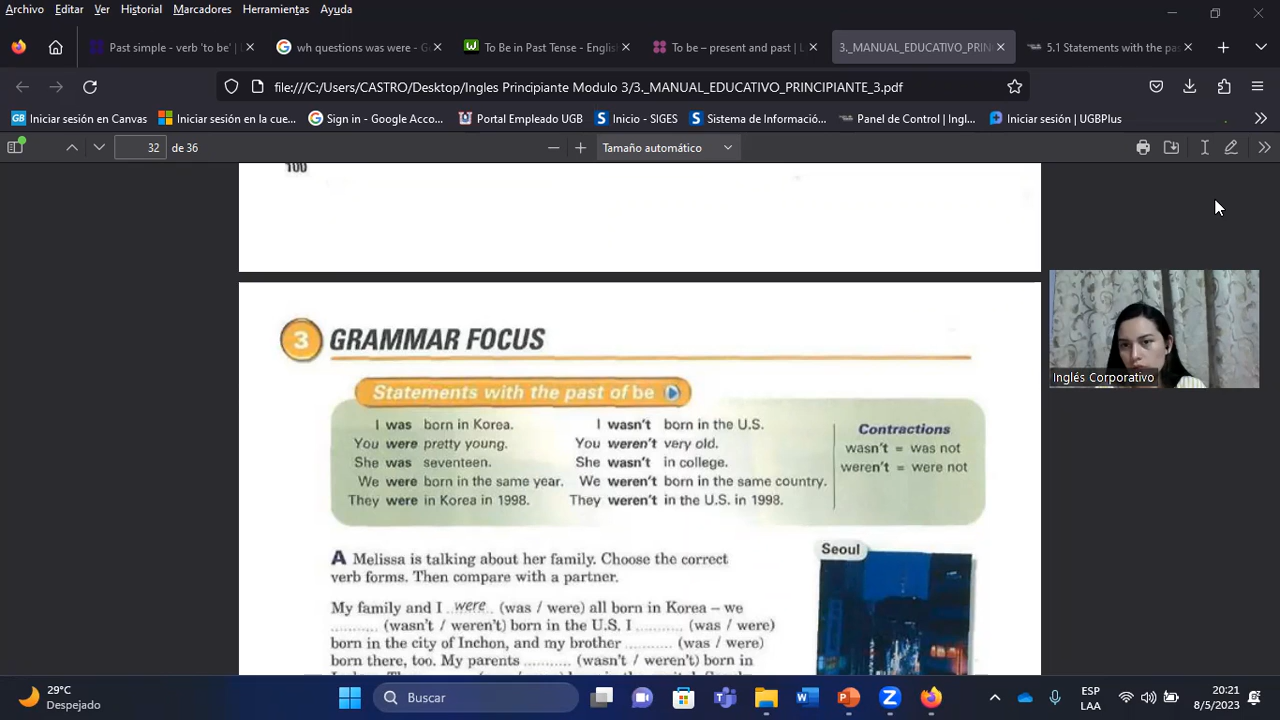 Archivo Editar Ver Historial Marcadores Herramientas Ayuda
Past simple - verb 'to be' | L
wh questions was were - G
To Be in Past Tense - English
To be – present and past | L
3._MANUAL_EDUCATIVO_PRIN
5.1 Statements with the pas
file:///C:/Users/CASTRO/Desktop/Ingles Principiante Modulo 3/3._MANUAL_EDUCATIVO_PRINCIPIANTE_3.pdf
GB Iniciar sesión en Canvas
Iniciar sesión en la cue...
Sign in - Google Acco...
Portal Empleado UGB
Inicio - SIGES
Sistema de Informació...
Panel de Control | Ingl...
Iniciar sesión | UGBPlus
32 de 36
Tamaño automático
100
3 GRAMMAR FOCUS
Statements with the past of be
I was born in Korea. I wasn't born in the U.S.
You were pretty young. You weren't very old.
She was seventeen. She wasn't in college.
We were born in the same year. We weren't born in the same country.
They were in Korea in 1998. They weren't in the U.S. in 1998.
Contractions
wasn't = was not
weren't = were not
A Melissa is talking about her family. Choose the correct
verb forms. Then compare with a partner.
My family and I ..were.. (was / were) all born in Korea – we
.......... (wasn't / weren't) born in the U.S. I .......... (was / were)
born in the city of Inchon, and my brother .......... (was / were)
born there, too. My parents .......... (wasn't / weren't) born in
Seoul
Inglés Corporativo
29°C
Despejado
Buscar
ESP
LAA
20:21
8/5/2023